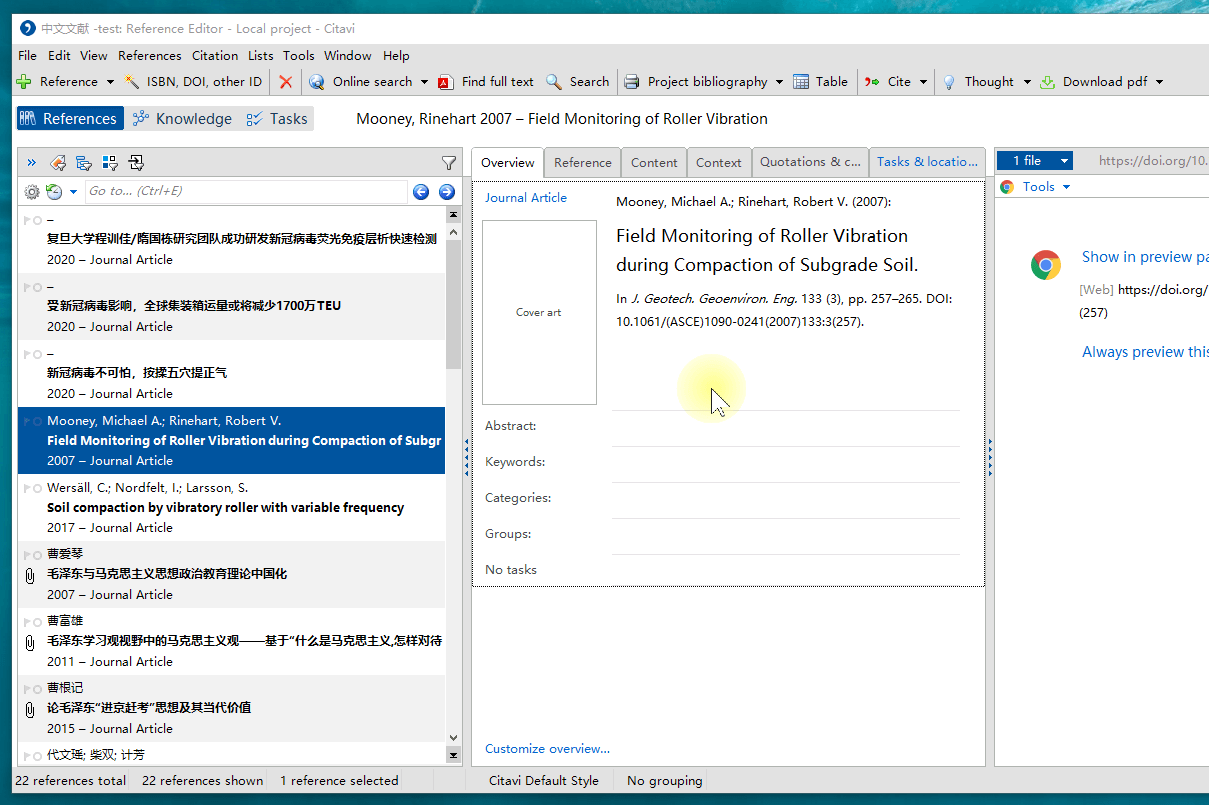 中文文献 -test: Reference Editor - Local project - Citavi
File Edit View References Citation Lists Tools Window Help
Reference ISBN, DOI, other ID Online search Find full text Search Project bibliography Table Cite Thought Download pdf
References Knowledge Tasks Mooney, Rinehart 2007 – Field Monitoring of Roller Vibration
Go to... (Ctrl+E)
–
复旦大学程训佳/隋国栋研究团队成功研发新冠病毒荧光免疫层析快速检测
2020 – Journal Article
–
受新冠病毒影响，全球集装箱运量或将减少1700万TEU
2020 – Journal Article
–
新冠病毒不可怕，按揉五穴提正气
2020 – Journal Article
Mooney, Michael A.; Rinehart, Robert V.
Field Monitoring of Roller Vibration during Compaction of Subgr
2007 – Journal Article
Wersäll, C.; Nordfelt, I.; Larsson, S.
Soil compaction by vibratory roller with variable frequency
2017 – Journal Article
曹爱琴
毛泽东与马克思主义思想政治教育理论中国化
2007 – Journal Article
曹富雄
毛泽东学习观视野中的马克思主义观——基于“什么是马克思主义,怎样对待
2011 – Journal Article
曹根记
论毛泽东“进京赶考”思想及其当代价值
2015 – Journal Article
代文瑶; 柴双; 计芳
22 references total 22 references shown 1 reference selected
Overview Reference Content Context Quotations & c... Tasks & locatio...
Journal Article
Mooney, Michael A.; Rinehart, Robert V. (2007):
Field Monitoring of Roller Vibration
during Compaction of Subgrade Soil.
Cover art
In J. Geotech. Geoenviron. Eng. 133 (3), pp. 257–265. DOI:
10.1061/(ASCE)1090-0241(2007)133:3(257).
Abstract:
Keywords:
Categories:
Groups:
No tasks
Customize overview...
Citavi Default Style No grouping
1 file https://doi.org/10.
Tools
Show in preview pa
[Web] https://doi.org/
(257)
Always preview this